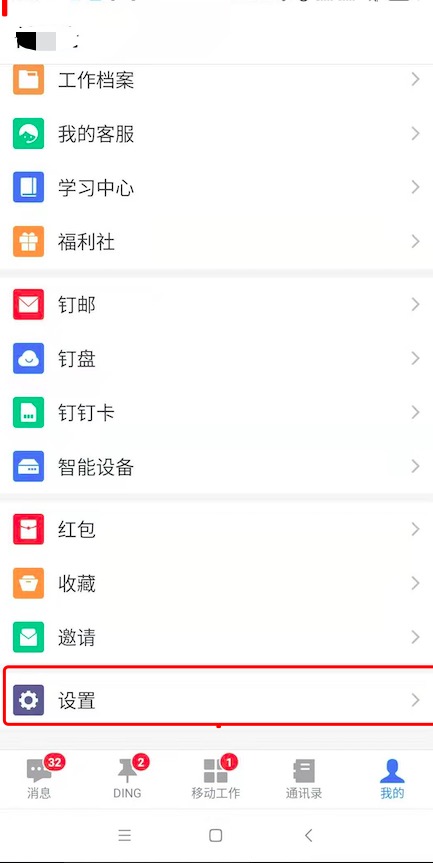 工作档案
我的客服
学习中心
福利社
钉邮
钉盘
钉钉卡
智能设备
红包
收藏
邀请
设置
32
2
1
消息
DING
移动工作
通讯录
我的